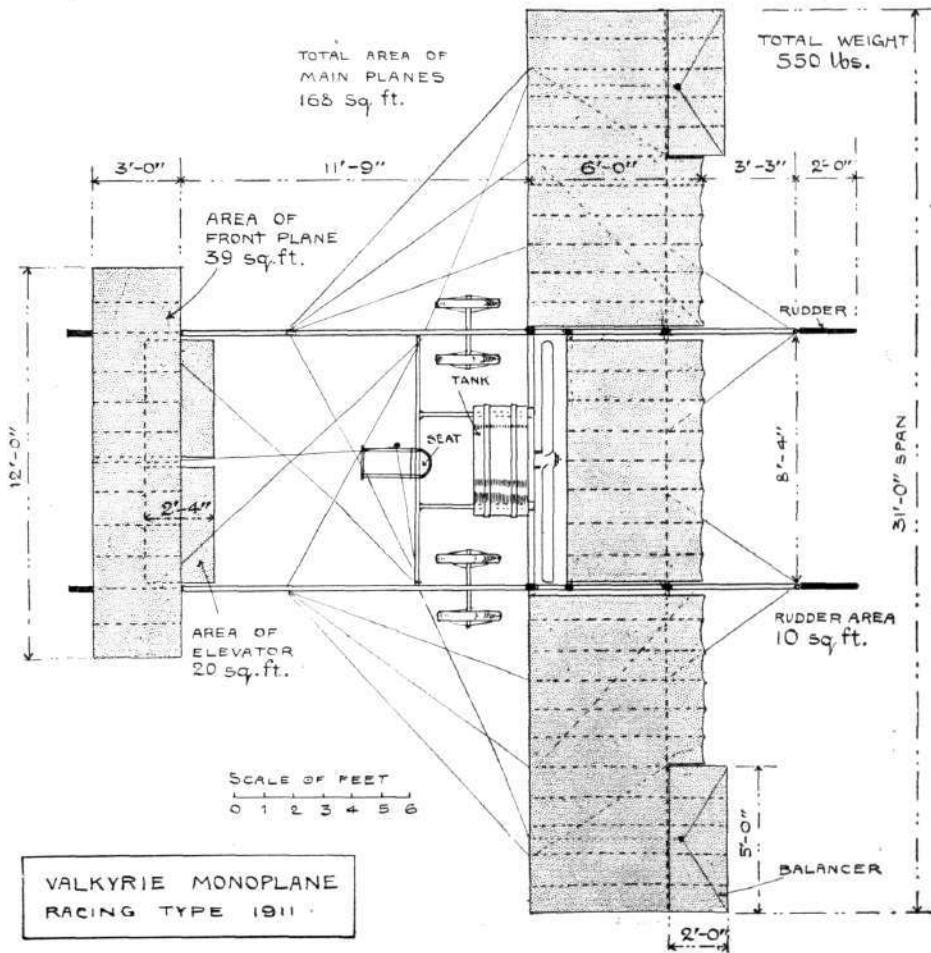 TOTAL AREA OF
MAIN PLANES
168 Sq. ft.
TOTAL WEIGHT
550 lbs.
3'-0"
11'-9"
6'-0"
3'-3"
2'-0"
AREA OF
FRONT PLANE
39 sq. ft.
RUDDER
TANK
SEAT
12'-0"
2'-4"
8'-4"
31'-0" SPAN
AREA OF
ELEVATOR
20 sq. ft.
RUDDER AREA
10 sq ft.
SCALE OF FEET
0 1 2 3 4 5 6
5'-0"
BALANCER
VALKYRIE MONOPLANE
RACING TYPE 1911.
2'-0"